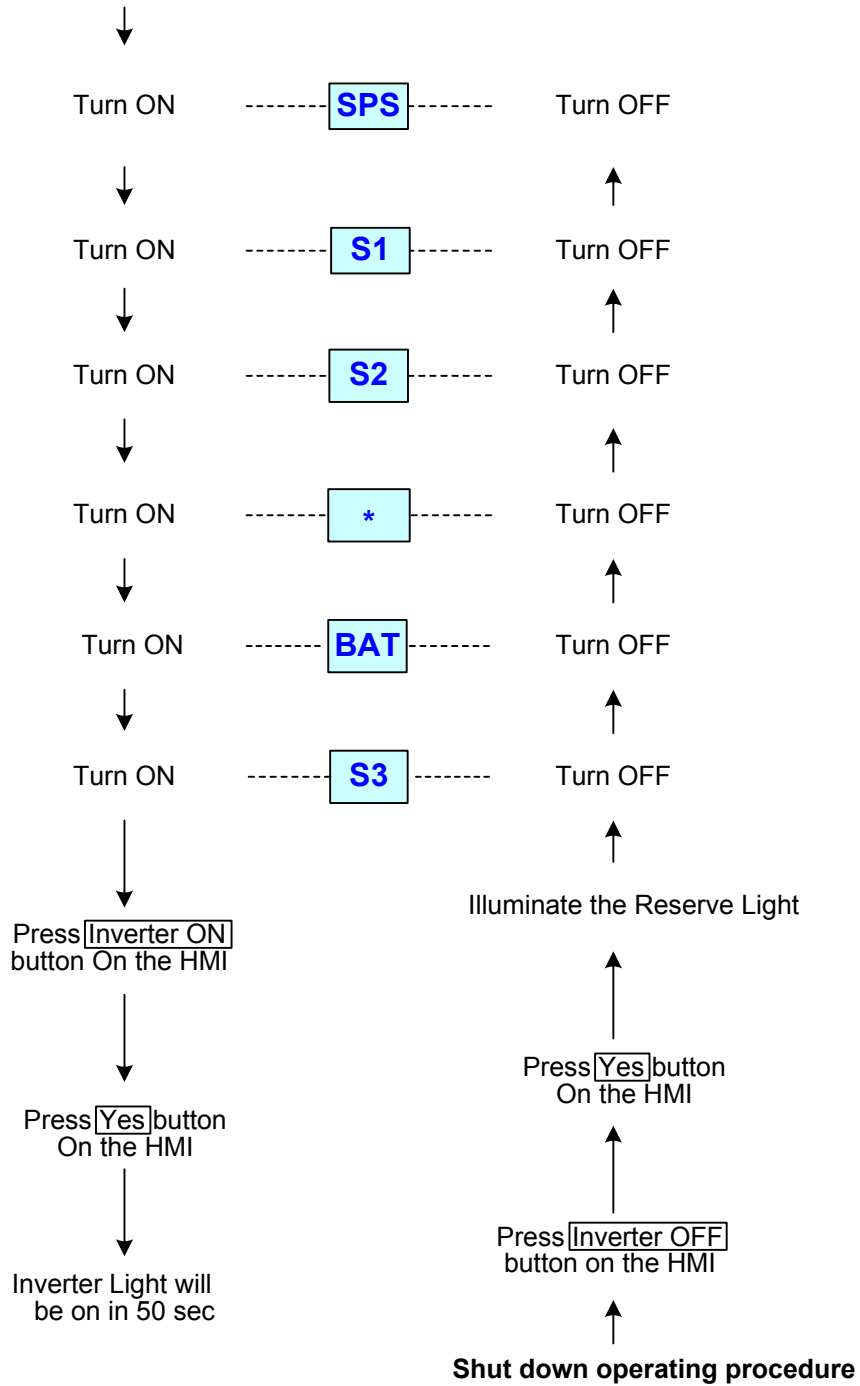 Turn ON SPS Turn OFF
Turn ON S1 Turn OFF
Turn ON S2 Turn OFF
Turn ON * Turn OFF
Turn ON BAT Turn OFF
Turn ON S3 Turn OFF
Illuminate the Reserve Light
Press Inverter ON
button On the HMI
Press Yes button
On the HMI
Press Yes button
On the HMI
Press Inverter OFF
button on the HMI
Inverter Light will
be on in 50 sec
Shut down operating procedure